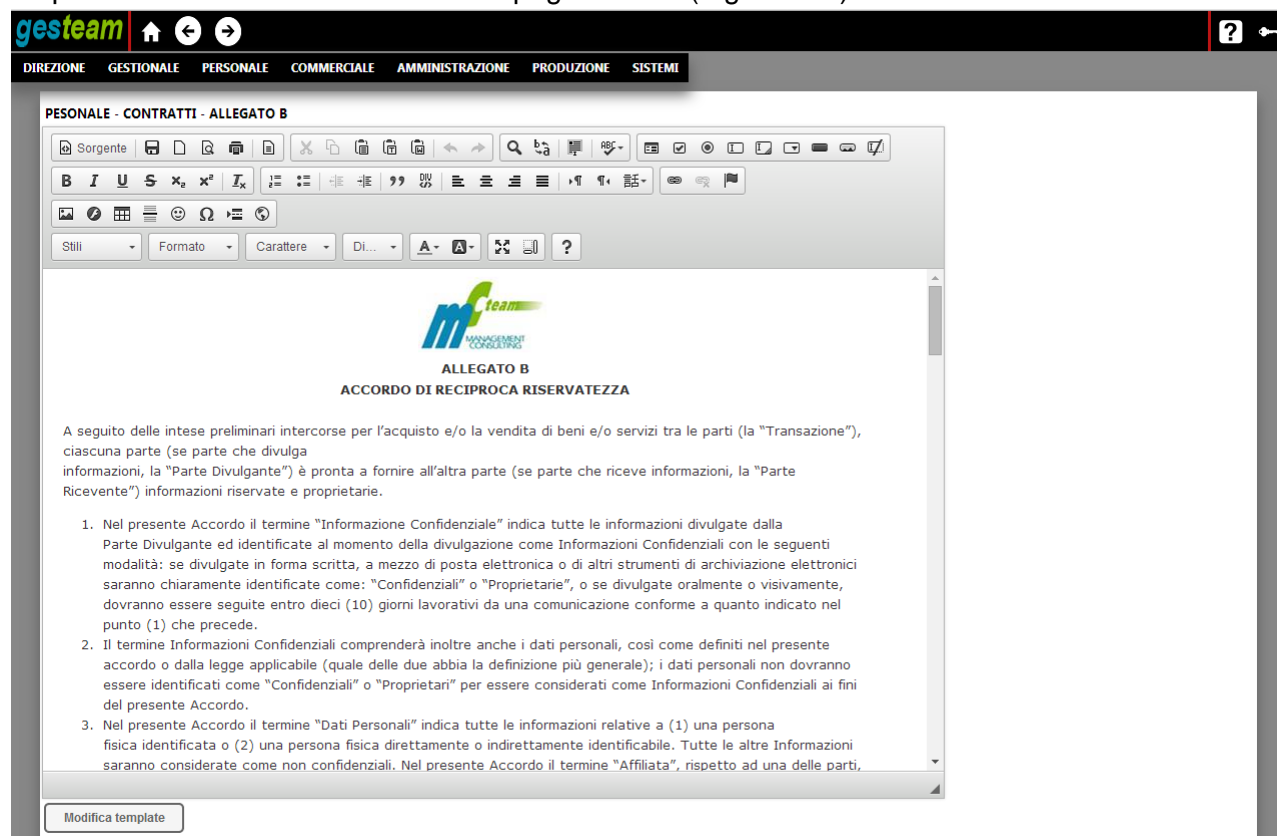 gesteam
?
DIREZIONE GESTIONALE PERSONALE COMMERCIALE AMMINISTRAZIONE PRODUZIONE SISTEMI
PESONALE - CONTRATTI - ALLEGATO B
Sorgente ABC
B I U S x₂ x² Iₓ DIV 話
Ω
Stili Formato Carattere Di... A A ?
mc team
MANAGEMENT
CONSULTING
ALLEGATO B
ACCORDO DI RECIPROCA RISERVATEZZA
A seguito delle intese preliminari intercorse per l'acquisto e/o la vendita di beni e/o servizi tra le parti (la “Transazione”),
ciascuna parte (se parte che divulga
informazioni, la “Parte Divulgante”) è pronta a fornire all'altra parte (se parte che riceve informazioni, la “Parte
Ricevente”) informazioni riservate e proprietarie.
1. Nel presente Accordo il termine “Informazione Confidenziale” indica tutte le informazioni divulgate dalla
Parte Divulgante ed identificate al momento della divulgazione come Informazioni Confidenziali con le seguenti
modalità: se divulgate in forma scritta, a mezzo di posta elettronica o di altri strumenti di archiviazione elettronici
saranno chiaramente identificate come: “Confidenziali” o “Proprietarie”, o se divulgate oralmente o visivamente,
dovranno essere seguite entro dieci (10) giorni lavorativi da una comunicazione conforme a quanto indicato nel
punto (1) che precede.
2. Il termine Informazioni Confidenziali comprenderà inoltre anche i dati personali, così come definiti nel presente
accordo o dalla legge applicabile (quale delle due abbia la definizione più generale); i dati personali non dovranno
essere identificati come “Confidenziali” o “Proprietari” per essere considerati come Informazioni Confidenziali ai fini
del presente Accordo.
3. Nel presente Accordo il termine “Dati Personali” indica tutte le informazioni relative a (1) una persona
fisica identificata o (2) una persona fisica direttamente o indirettamente identificabile. Tutte le altre Informazioni
saranno considerate come non confidenziali. Nel presente Accordo il termine “Affiliata”, rispetto ad una delle parti,
Modifica template